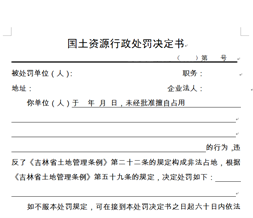 国土资源行政处罚决定书
（ ）第 号
被处罚单位（人）： 职务：
地址： 企业法人：
你单位（人）于 年 月 日，未经批准擅自占用
的行为，违
反了《吉林省土地管理条例》第二十二条的规定构成非法占地，根据
《吉林省土地管理条例》第五十九条的规定，决定处罚如下：
如不服本处罚规定，可在接到本处罚决定书之日起六十日内依法